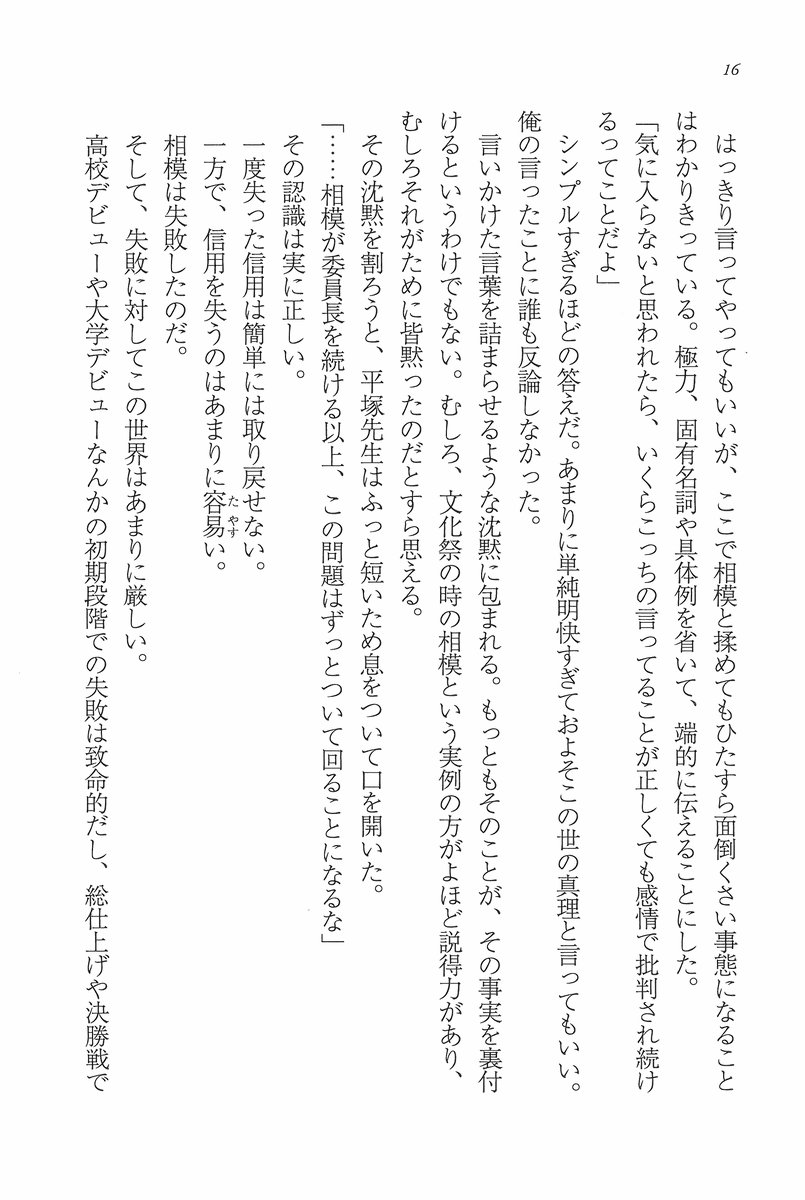 16
はっきり言ってやってもいいが、ここで相模と揉めてもひたすら面倒くさい事態になること
はわかりきっている。極力、固有名詞や具体例を省いて、端的に伝えることにした。
「気に入らないと思われたら、いくらこっちの言ってることが正しくても感情で批判され続け
るってことだよ」
シンプルすぎるほどの答えだ。あまりに単純明快すぎておよそこの世の真理と言ってもいい。
俺の言ったことに誰も反論しなかった。
言いかけた言葉を詰まらせるような沈黙に包まれる。もっともそのことが、その事実を裏付
けるというわけでもない。むしろ、文化祭の時の相模という実例の方がよほど説得力があり、
むしろそれがために皆黙ったのだとすら思える。
その沈黙を割ろうと、平塚先生はふっと短いため息をついて口を開いた。
「……相模が委員長を続ける以上、この問題はずっとついて回ることになるな」
その認識は実に正しい。
一度失った信用は簡単には取り戻せない。
一方で、信用を失うのはあまりに容易い。
たやす
相模は失敗したのだ。
そして、失敗に対してこの世界はあまりに厳しい。
高校デビューや大学デビューなんかの初期段階での失敗は致命的だし、総仕上げや決勝戦で